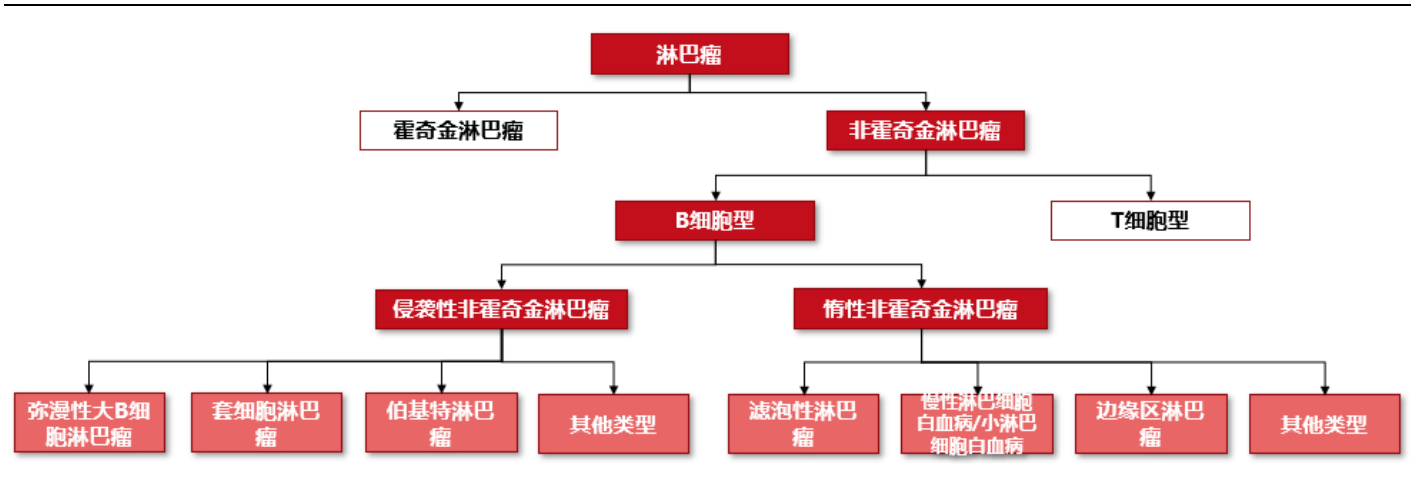 淋巴瘤
霍奇金淋巴瘤
非霍奇金淋巴瘤
B细胞型
T细胞型
侵袭性非霍奇金淋巴瘤
惰性非霍奇金淋巴瘤
弥漫性大B细
胞淋巴瘤
套细胞淋巴
瘤
伯基特淋巴
瘤
其他类型
滤泡性淋巴
瘤
慢性淋巴细胞
白血病/小淋巴
细胞白血病
边缘区淋巴
瘤
其他类型